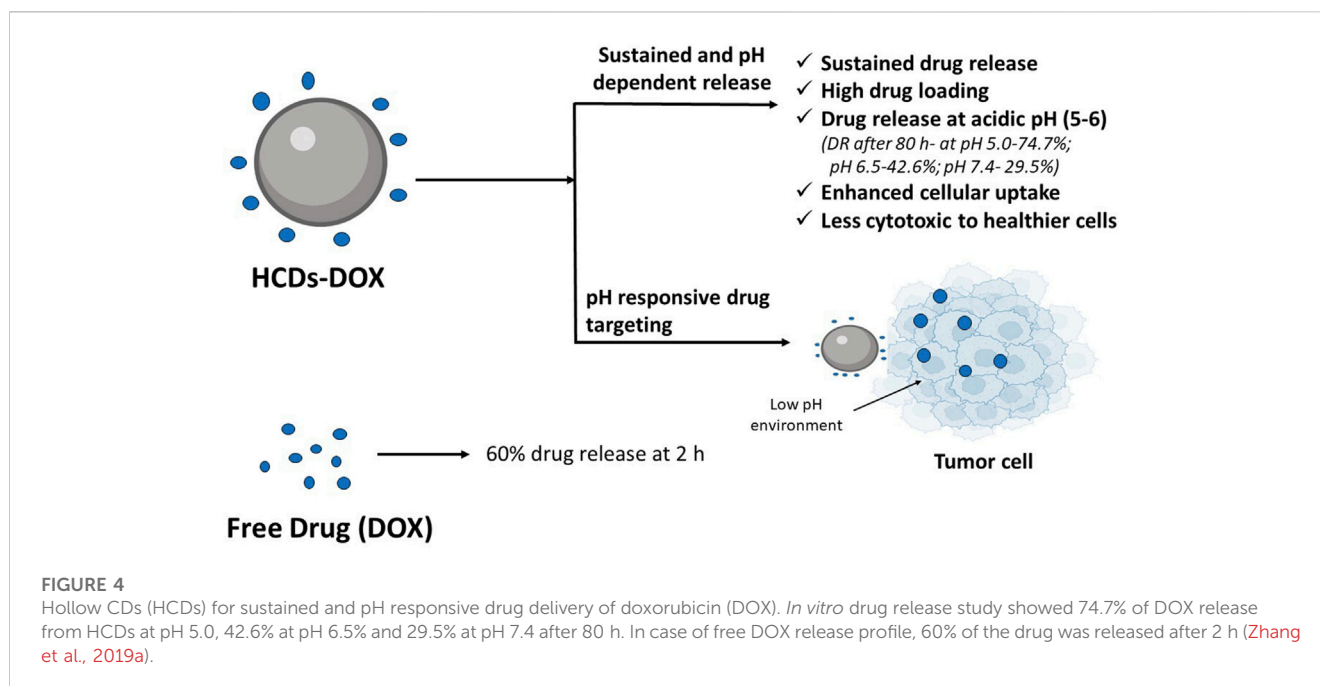 Sustained and pH
dependent release
✓ Sustained drug release
✓ High drug loading
✓ Drug release at acidic pH (5-6)
(DR after 80 h- at pH 5.0-74.7%;
pH 6.5-42.6%; pH 7.4- 29.5%)
✓ Enhanced cellular uptake
✓ Less cytotoxic to healthier cells
HCDs-DOX
pH responsive drug
targeting
Low pH
environment
Tumor cell
60% drug release at 2 h
Free Drug (DOX)
FIGURE 4
Hollow CDs (HCDs) for sustained and pH responsive drug delivery of doxorubicin (DOX). In vitro drug release study showed 74.7% of DOX release
from HCDs at pH 5.0, 42.6% at pH 6.5% and 29.5% at pH 7.4 after 80 h. In case of free DOX release profile, 60% of the drug was released after 2 h (Zhang
et al., 2019a).